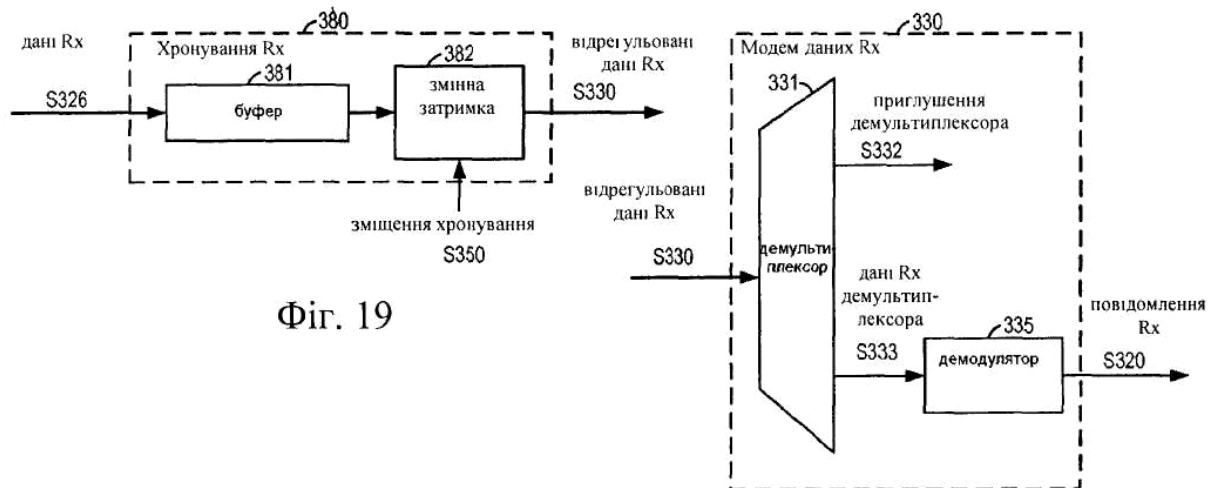 380
дані Rx
Хронування Rx
382
відрегульовані
дані Rx
381
S326
буфер
змінна
затримка
S330
зміщення хронування
S350
Фіг. 19
330
Модем даних Rx
331
приглушення
демультиплексора
S332
відрегульовані
дані Rx
S330
демульти-
плексор
дані Rx
демультип-
лексора
S333
335
демодулятор
повідомлення
Rx
S320